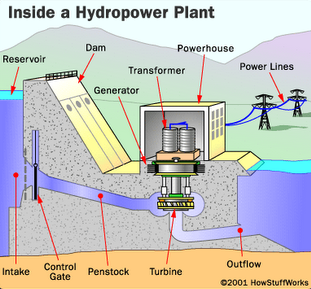 Inside a Hydropower Plant
Reservoir
Dam
Powerhouse
Transformer
Power Lines
Generator
Intake
Control
Gate
Penstock
Turbine
Outflow
©2001 HowStuffWorks